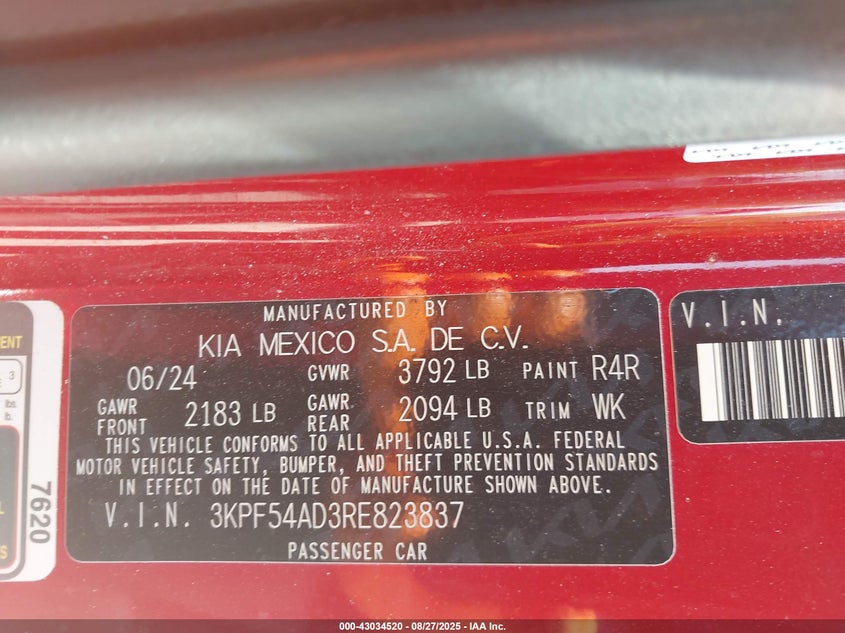 MANUFACTURED BY
KIA MEXICO S.A. DE C.V.
06/24 GVWR 3792 LB PAINT R4R
GAWR FRONT 2183 LB GAWR REAR 2094 LB TRIM WK
THIS VEHICLE CONFORMS TO ALL APPLICABLE U.S.A. FEDERAL
MOTOR VEHICLE SAFETY, BUMPER, AND THEFT PREVENTION STANDARDS
IN EFFECT ON THE DATE OF MANUFACTURE SHOWN ABOVE.
V.I.N. 3KPF54AD3RE823837
PASSENGER CAR
V.I.N.
3
lbs.
lb.
7620
000-43034520 - 08/27/2025 - IAA Inc.